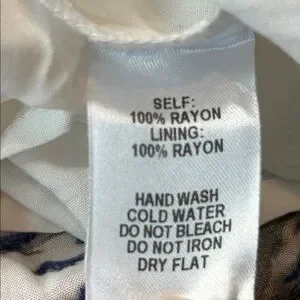 SELF:
100% RAYON
LINING:
100% RAYON
HAND WASH
COLD WATER
DO NOT BLEACH
DO NOT IRON
DRY FLAT